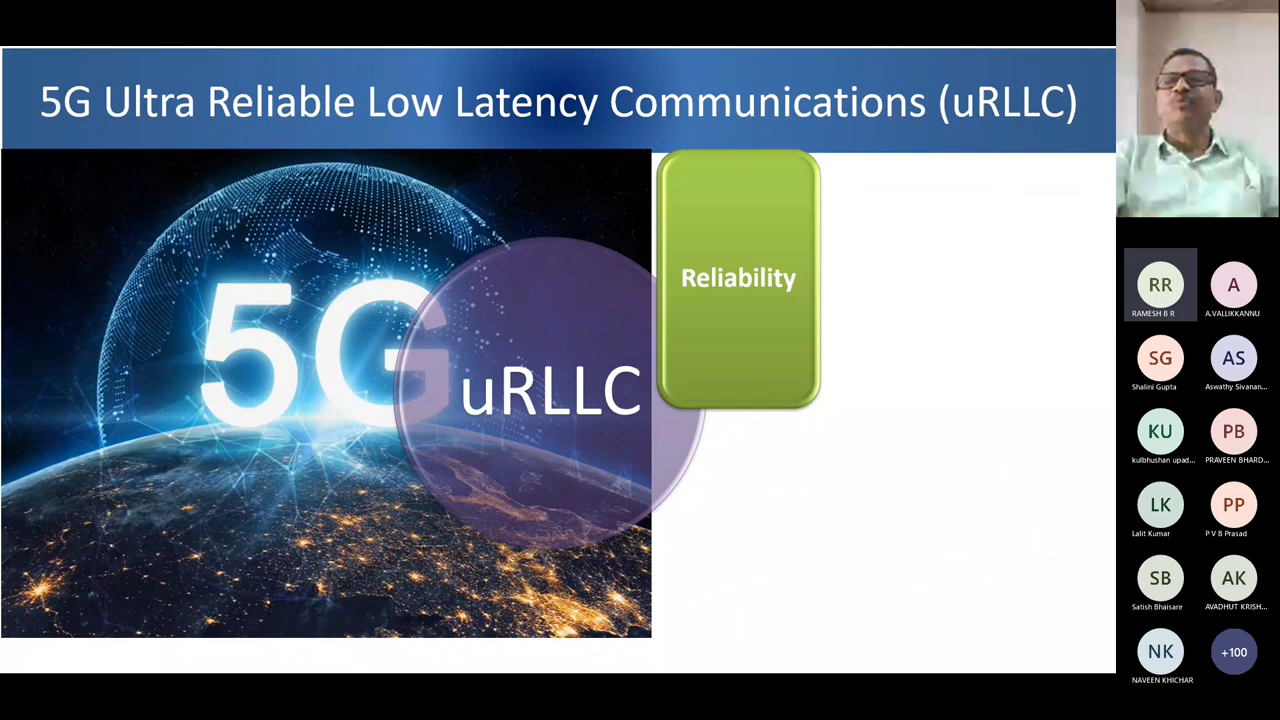 5G Ultra Reliable Low Latency Communications (uRLLC)
5G
uRLLC
Reliability
RR
RAMESH B R
A
A.VALLIKKANNU
SG
Shalini Gupta
AS
Aswathy Sivanan...
KU
kulbhushan upad...
PB
PRAVEEN BHARD...
LK
Lalit Kumar
PP
P V B Prasad
SB
Satish Bhaisare
AK
AVADHUT KRISH...
NK
NAVEEN KHICHAR
+100